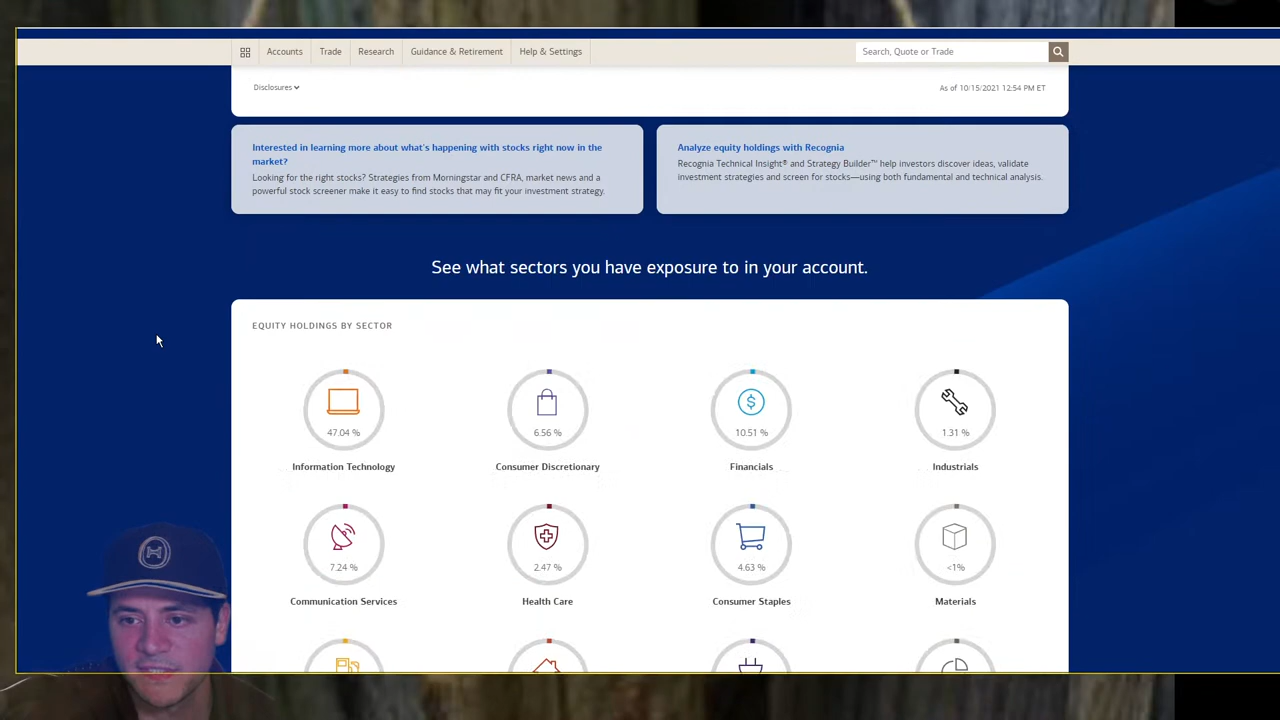 Accounts
Trade
Research
Guidance & Retirement
Help & Settings
Search, Quote or Trade
Disclosures
As of 10/15/2021 12:54 PM ET
Interested in learning more about what's happening with stocks right now in the
market?
Looking for the right stocks? Strategies from Morningstar and CFRA, market news and a
powerful stock screener make it easy to find stocks that may fit your investment strategy.
Analyze equity holdings with Recognia
Recognia Technical Insight® and Strategy Builder™ help investors discover ideas, validate
investment strategies and screen for stocks—using both fundamental and technical analysis.
See what sectors you have exposure to in your account.
EQUITY HOLDINGS BY SECTOR
47.04 %
Information Technology
6.56 %
Consumer Discretionary
$
10.51 %
Financials
1.31 %
Industrials
7.24 %
Communication Services
2.47 %
Health Care
4.63 %
Consumer Staples
<1%
Materials
H